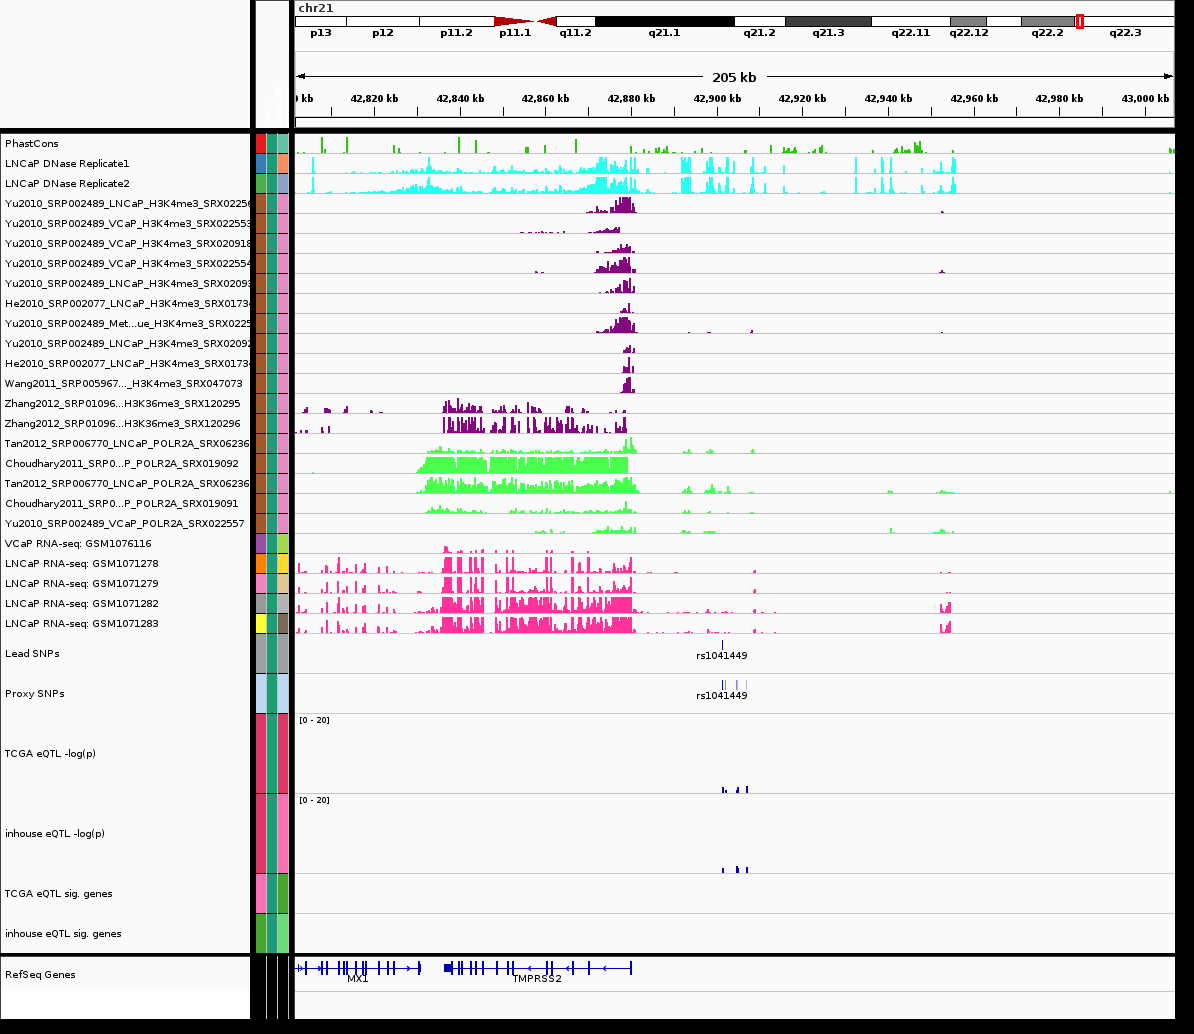 chr21
p13 p12 p11.2 p11.1 q11.2 q21.1 q21.2 q21.3 q22.11 q22.12 q22.2 q22.3
205 kb
kb 42,820 kb 42,840 kb 42,860 kb 42,880 kb 42,900 kb 42,920 kb 42,940 kb 42,960 kb 42,980 kb 43,000 kb
PhastCons
LNCaP DNase Replicate1
LNCaP DNase Replicate2
Yu2010_SRP002489_LNCaP_H3K4me3_SRX02250
Yu2010_SRP002489_VCaP_H3K4me3_SRX022553
Yu2010_SRP002489_VCaP_H3K4me3_SRX020918
Yu2010_SRP002489_VCaP_H3K4me3_SRX022554
Yu2010_SRP002489_LNCaP_H3K4me3_SRX0209
He2010_SRP002077_LNCaP_H3K4me3_SRX0173
Yu2010_SRP002489_Met...ue_H3K4me3_SRX0225
Yu2010_SRP002489_LNCaP_H3K4me3_SRX0209
He2010_SRP002077_LNCaP_H3K4me3_SRX0173
Wang2011_SRP005967..._H3K4me3_SRX047073
Zhang2012_SRP01096...H3K36me3_SRX120295
Zhang2012_SRP01096...H3K36me3_SRX120296
Tan2012_SRP006770_LNCaP_POLR2A_SRX06236
Choudhary2011_SRP0...P_POLR2A_SRX019092
Tan2012_SRP006770_LNCaP_POLR2A_SRX06236
Choudhary2011_SRP0...P_POLR2A_SRX019091
Yu2010_SRP002489_VCaP_POLR2A_SRX022557
VCaP RNA-seq: GSM1076116
LNCaP RNA-seq: GSM1071278
LNCaP RNA-seq: GSM1071279
LNCaP RNA-seq: GSM1071282
LNCaP RNA-seq: GSM1071283
Lead SNPs
rs1041449
Proxy SNPs
rs1041449
[0 - 20]
TCGA eQTL -log(p)
[0 - 20]
inhouse eQTL -log(p)
TCGA eQTL sig. genes
inhouse eQTL sig. genes
RefSeq Genes
MX1 TMPRSS2